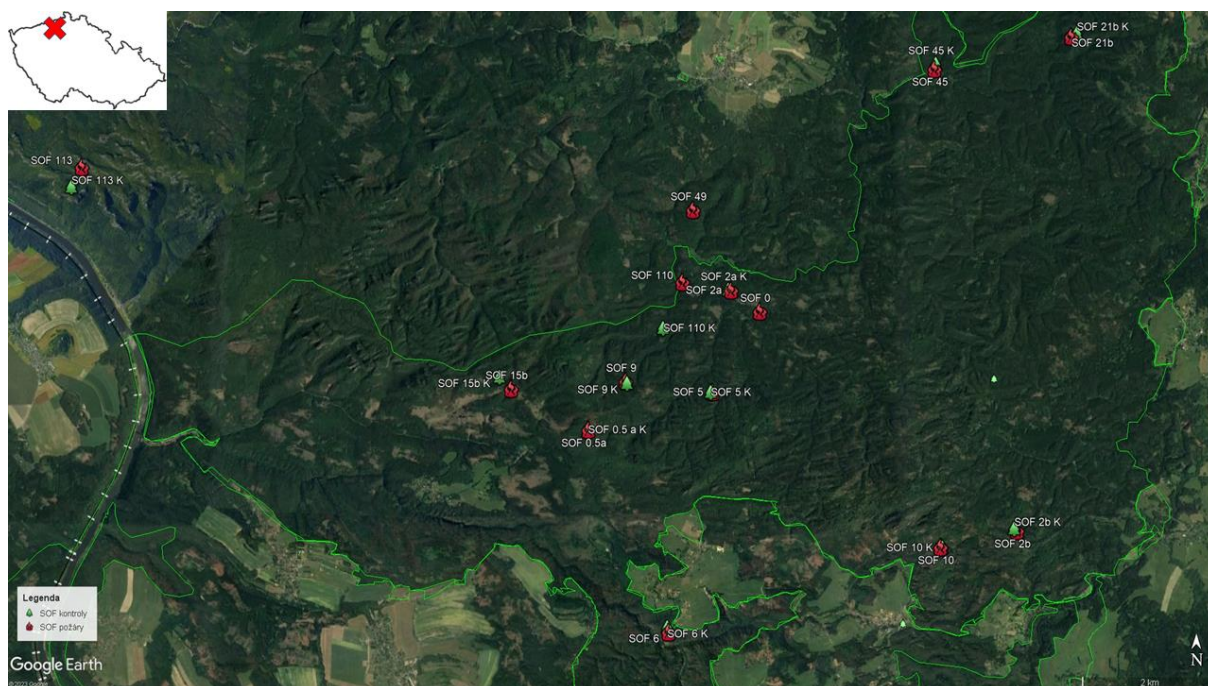 SOF 21b K
SOF 21b
SOF 45 K
SOF 45
SOF 113
SOF 113 K
SOF 49
SOF 110
SOF 2a K
SOF 2a
SOF 0
SOF 110 K
SOF 9
SOF 15b
SOF 15b K
SOF 9 K
SOF 5
SOF 5 K
SOF 0.5 a K
SOF 0.5a
SOF 2b K
SOF 2b
SOF 10 K
SOF 10
SOF 6
SOF 6 K
Legenda
SOF kontroly
SOF požáry
Google Earth
N
2 km